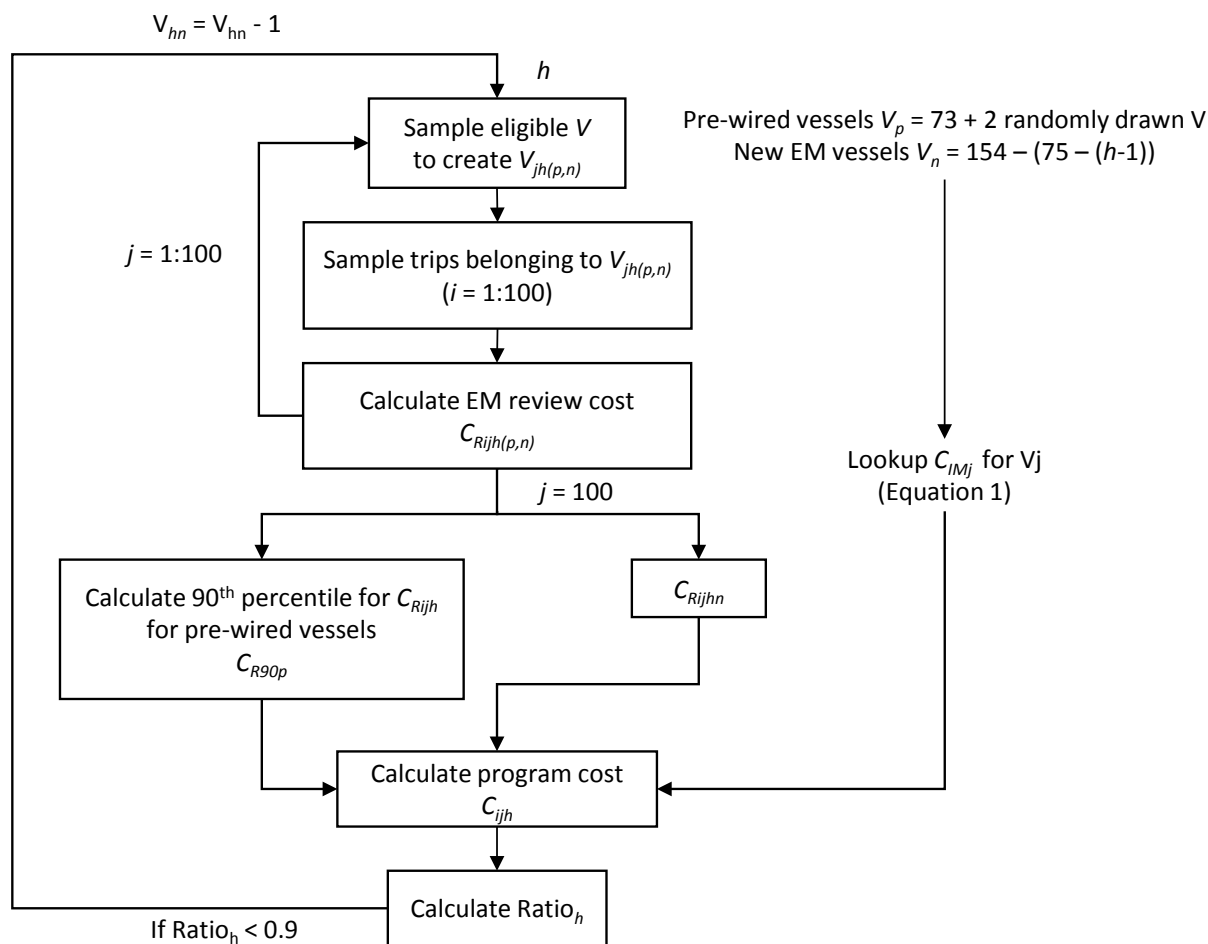 V_hn = V_hn - 1
h
Sample eligible V
to create V_jh(p,n)
Pre-wired vessels V_p = 73 + 2 randomly drawn V
New EM vessels V_n = 154 – (75 – (h-1))
j = 1:100
Sample trips belonging to V_jh(p,n)
(i = 1:100)
Calculate EM review cost
C_Rijh(p,n)
Lookup C_IMj for Vj
(Equation 1)
j = 100
Calculate 90th percentile for C_Rijh
for pre-wired vessels
C_R90p
C_Rijhn
Calculate program cost
C_ijh
Calculate Ratio_h
If Ratio_h < 0.9